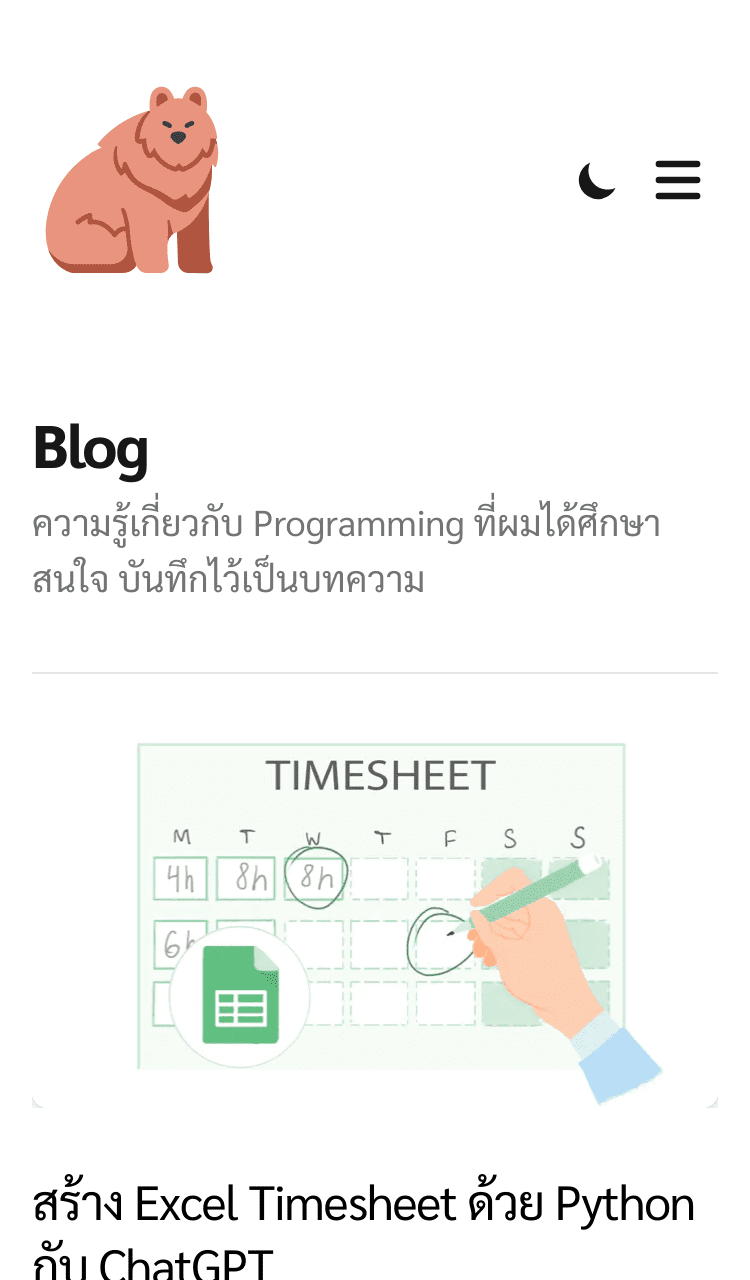 Blog
ความรู้เกี่ยวกับ Programming ที่ผมได้ศึกษา
สนใจ บันทึกไว้เป็นบทความ
TIMESHEET
M T W T F S S
4h 8h 8h
6h
สร้าง Excel Timesheet ด้วย Python
กับ ChatGPT